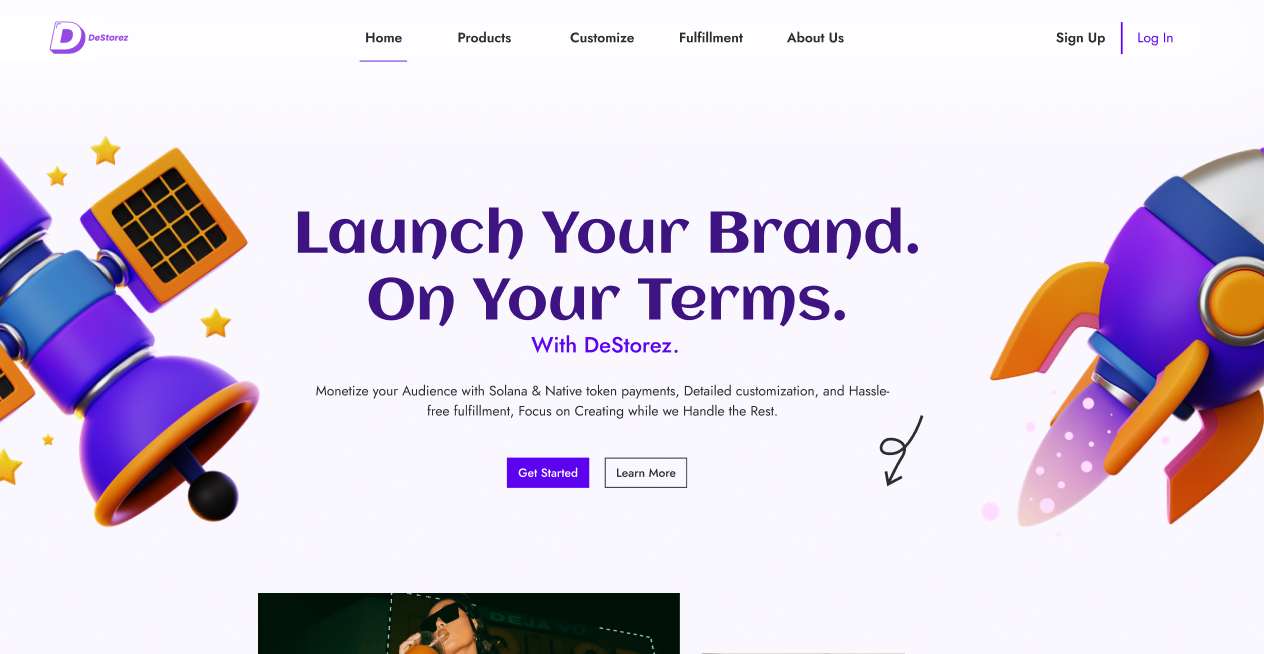 DeStorez
Home
Products
Customize
Fulfillment
About Us
Sign Up
Log In
Launch Your Brand.
On Your Terms.
With DeStorez.
Monetize your Audience with Solana & Native token payments, Detailed customization, and Hassle-
free fulfillment, Focus on Creating while we Handle the Rest.
Get Started
Learn More
DEJA VU